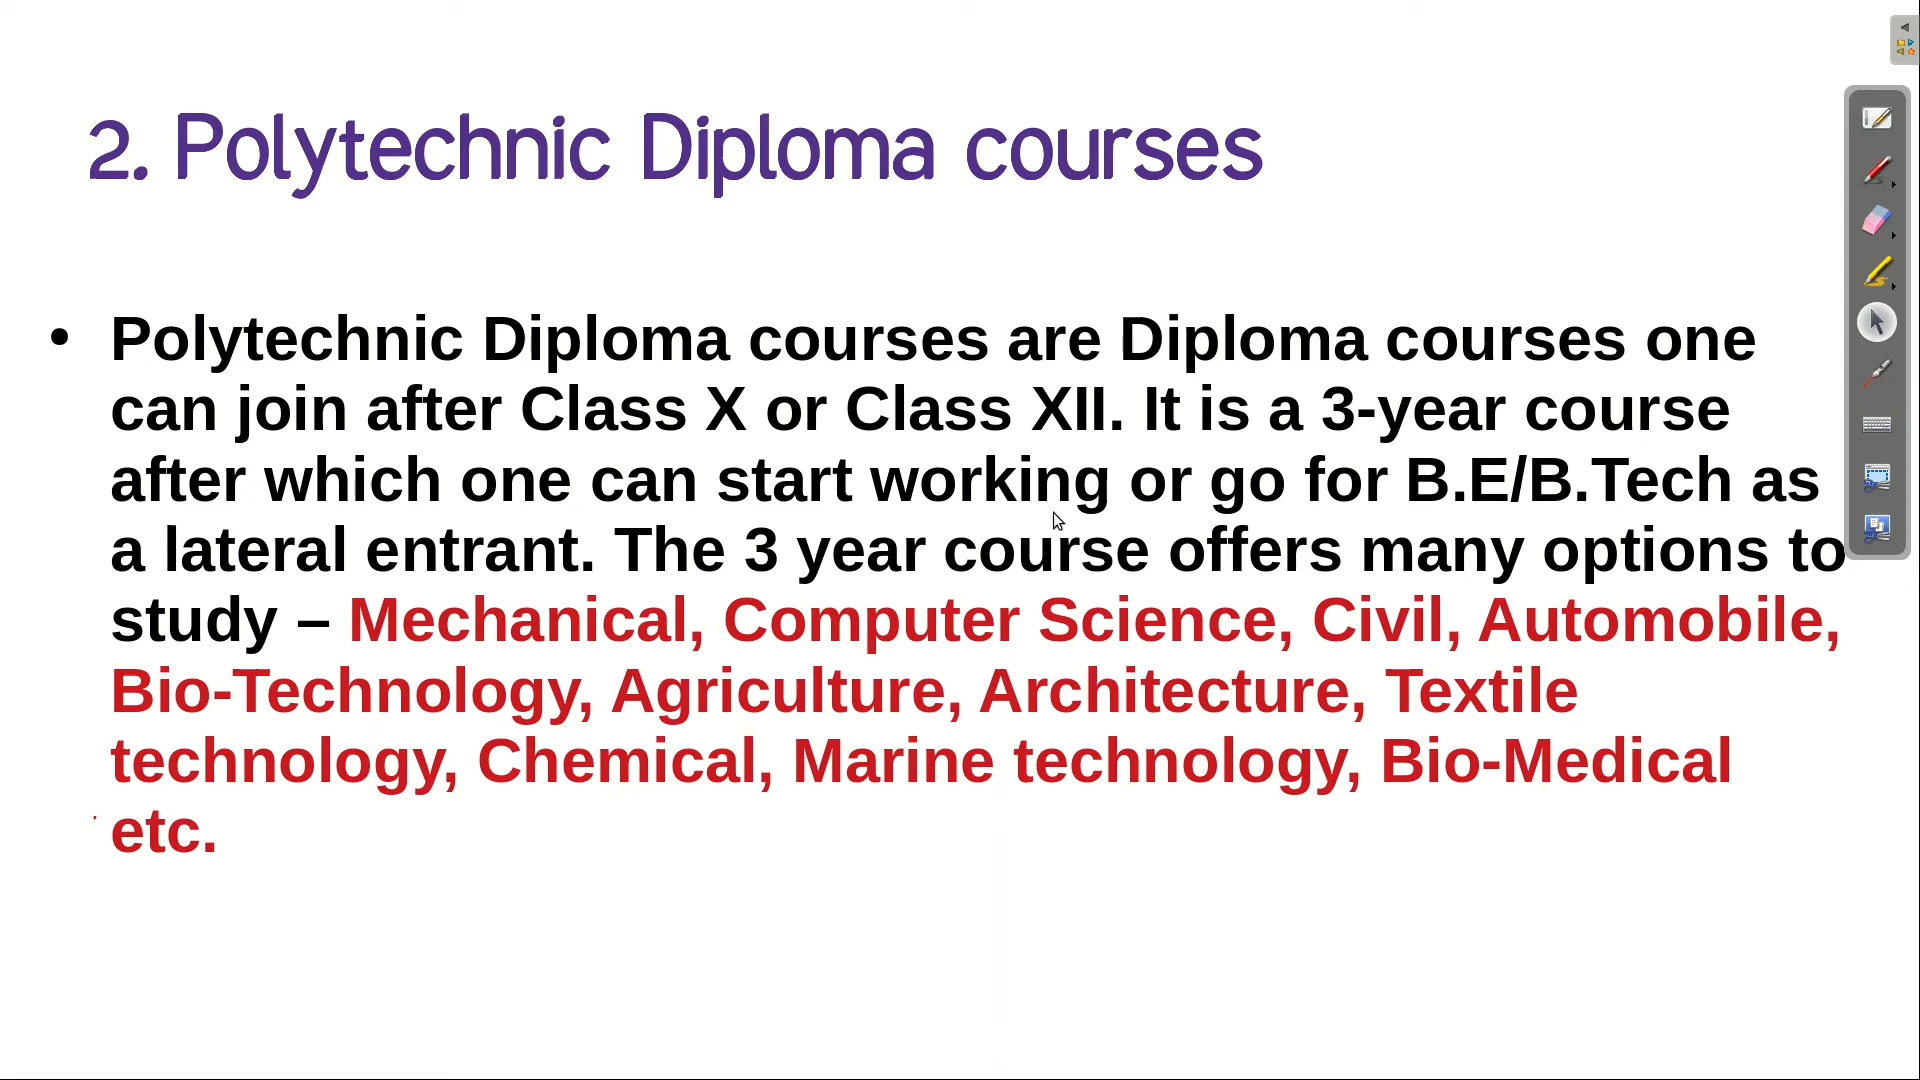 2. Polytechnic Diploma courses
• Polytechnic Diploma courses are Diploma courses one
can join after Class X or Class XII. It is a 3-year course
after which one can start working or go for B.E/B.Tech as
a lateral entrant. The 3 year course offers many options to
study – Mechanical, Computer Science, Civil, Automobile,
Bio-Technology, Agriculture, Architecture, Textile
technology, Chemical, Marine technology, Bio-Medical
etc.